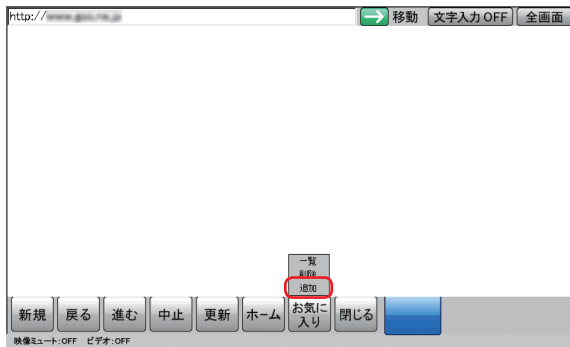 http://
移動
文字入力 OFF
全画面
一覧
削除
追加
新規
戻る
進む
中止
更新
ホーム
お気に
入り
閉じる
映像ミュート:OFF ビデオ:OFF